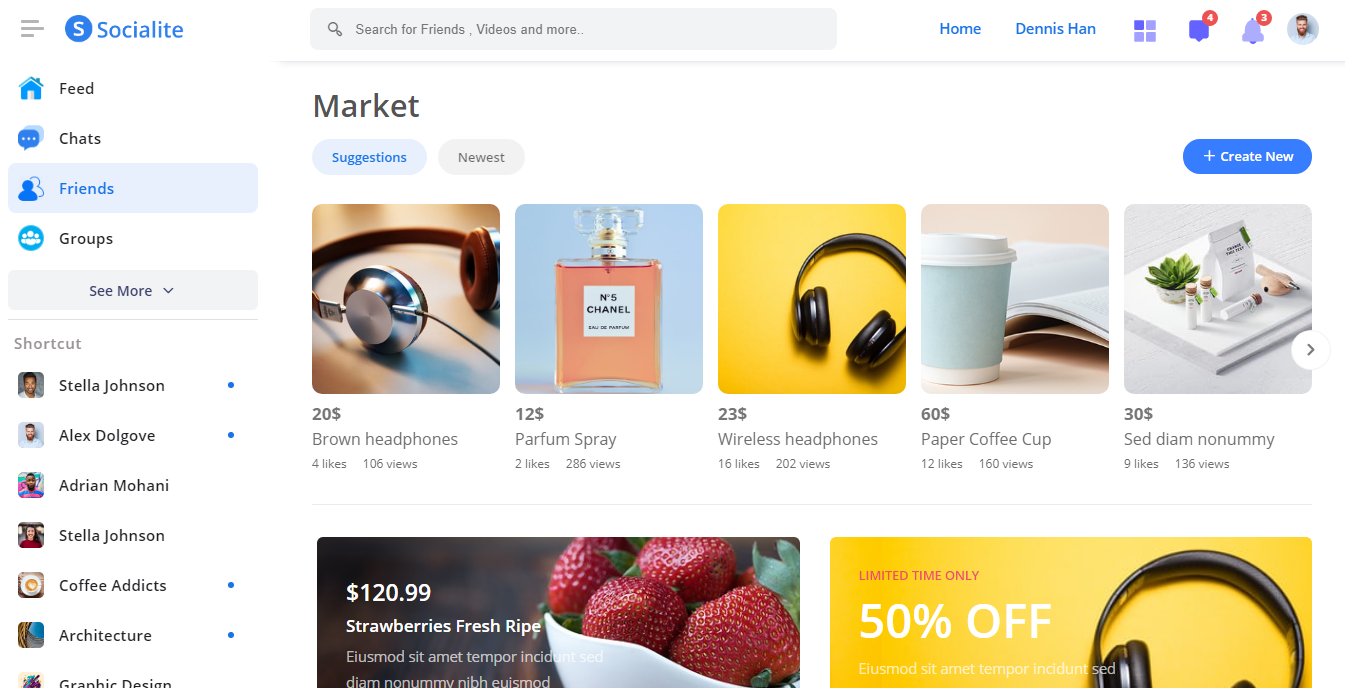 S Socialite
Search for Friends , Videos and more..
Home
Dennis Han
4
3
Feed
Chats
Friends
Groups
See More
Shortcut
Stella Johnson
Alex Dolgove
Adrian Mohani
Stella Johnson
Coffee Addicts
Architecture
Graphic Design
Market
Suggestions
Newest
+ Create New
N°5
CHANEL
EAU DE PARFUM
CHANGE
THIS TEXT
20$
Brown headphones
4 likes 106 views
12$
Parfum Spray
2 likes 286 views
23$
Wireless headphones
16 likes 202 views
60$
Paper Coffee Cup
12 likes 160 views
30$
Sed diam nonummy
9 likes 136 views
$120.99
Strawberries Fresh Ripe
Eiusmod sit amet tempor incidunt sed
diam nonummy nibh euismod
LIMITED TIME ONLY
50% OFF
Eiusmod sit amet tempor incidunt sed